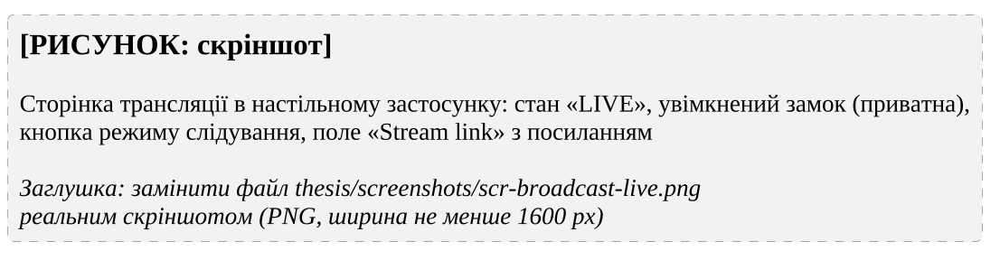 [РИСУНОК: скріншот]
Сторінка трансляції в настільному застосунку: стан «LIVE», увімкнений замок (приватна),
кнопка режиму слідування, поле «Stream link» з посиланням
Заглушка: замінити файл thesis/screenshots/scr-broadcast-live.png
реальним скріншотом (PNG, ширина не менше 1600 px)